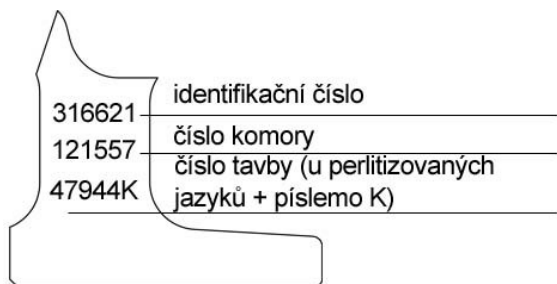 316621 identifikační číslo
121557 číslo komory
číslo tavby (u perlitizovaných
47944K jazyků + píslemo K)